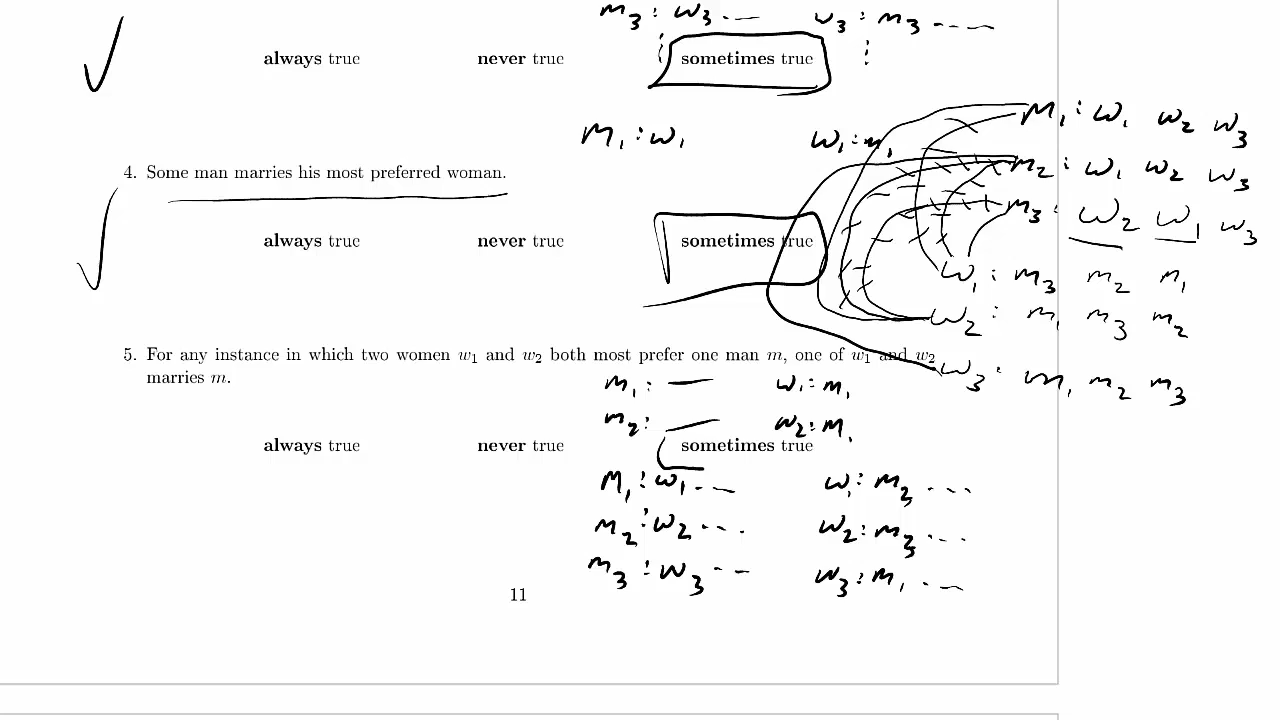 m₃ : w₃ -- — w₃ : m₃ - - - —
always true never true sometimes true
m₁ : w₁ w₁ : m₁ m₁ : w₁ w₂ w₃
4. Some man marries his most preferred woman. m₂ : w₁ w₂ w₃
m₃ : w₂ w₁ w₃
always true never true sometimes true
w₁ : m₃ m₂ m₁
w₂ : m₁ m₃ m₂
5. For any instance in which two women w₁ and w₂ both most prefer one man m, one of w₁ and w₂
marries m. w₃ : m₁ m₂ m₃
m₁ : — w₁ : m₁
m₂ : — w₂ : m₁
always true never true sometimes true
m₁ : w₁ - - — w₁ : m₂ - - -
m₂ : w₂ - - - w₂ : m₃ - - -
m₃ : w₃ - - w₃ : m₁ - - —
11